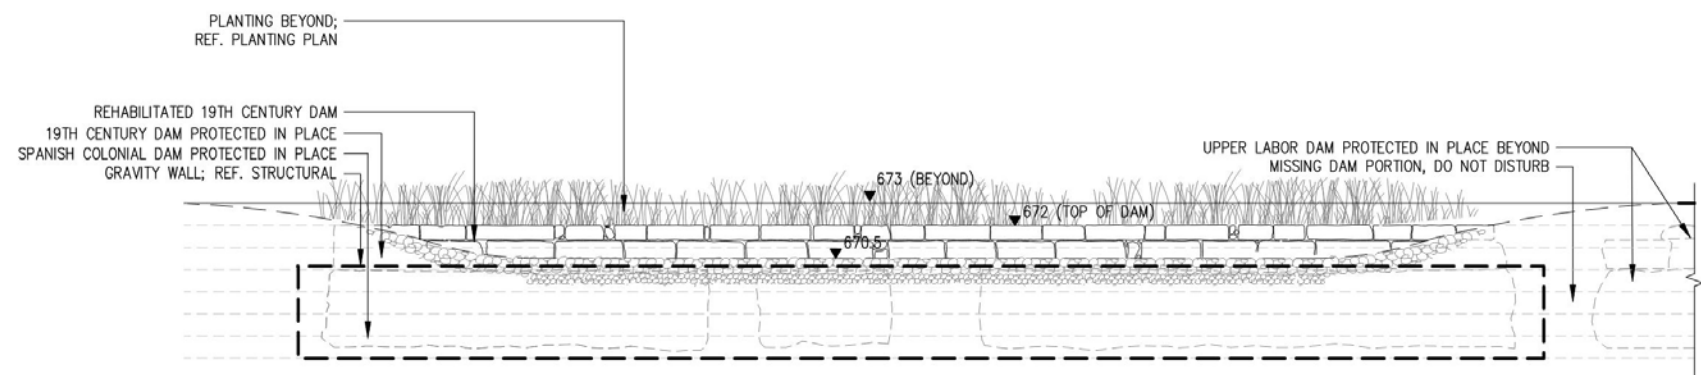 PLANTING BEYOND;
REF. PLANTING PLAN
REHABILITATED 19TH CENTURY DAM
19TH CENTURY DAM PROTECTED IN PLACE
SPANISH COLONIAL DAM PROTECTED IN PLACE
GRAVITY WALL; REF. STRUCTURAL
UPPER LABOR DAM PROTECTED IN PLACE BEYOND
MISSING DAM PORTION, DO NOT DISTURB
673 (BEYOND)
672 (TOP OF DAM)
670.5